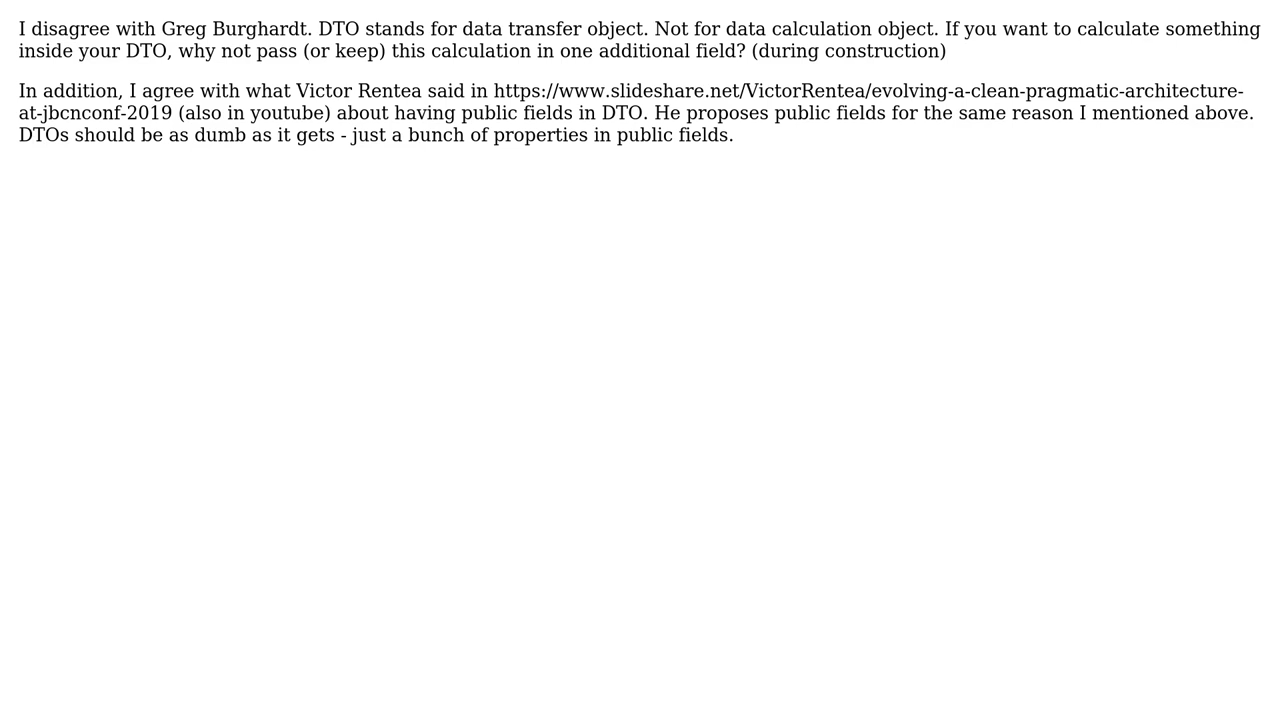 I disagree with Greg Burghardt. DTO stands for data transfer object. Not for data calculation object. If you want to calculate something
inside your DTO, why not pass (or keep) this calculation in one additional field? (during construction)
In addition, I agree with what Victor Rentea said in https://www.slideshare.net/VictorRentea/evolving-a-clean-pragmatic-architecture-
at-jbcnconf-2019 (also in youtube) about having public fields in DTO. He proposes public fields for the same reason I mentioned above.
DTOs should be as dumb as it gets - just a bunch of properties in public fields.